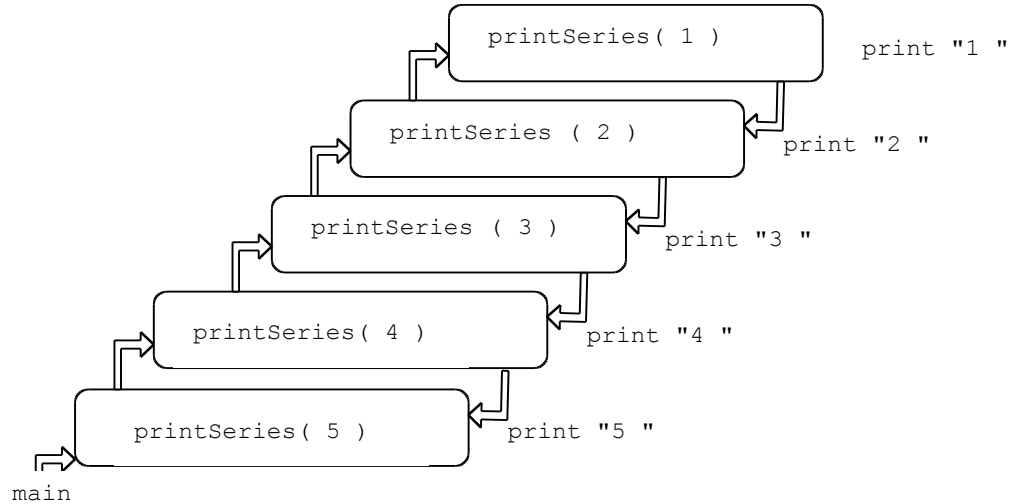 printSeries( 1 )
print "1 "
printSeries ( 2 )
print "2 "
printSeries ( 3 )
print "3 "
printSeries( 4 )
print "4 "
printSeries( 5 )
print "5 "
main